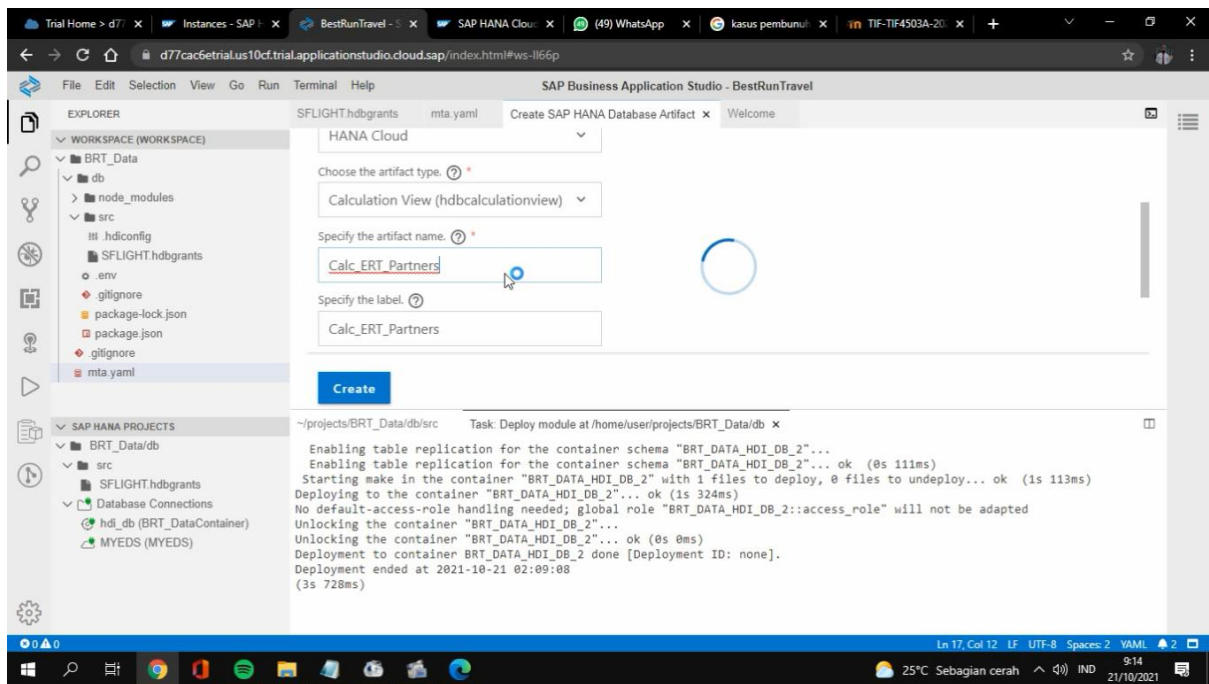 Trial Home > d77
Instances - SAP H
BestRunTravel - S
SAP HANA Clou
(49) WhatsApp
kasus pembunuh
TIF-TIF4503A-20
d77cac6etrial.us10cf.trial.applicationstudio.cloud.sap/index.html#ws-ll66p
File Edit Selection View Go Run Terminal Help
SAP Business Application Studio - BestRunTravel
EXPLORER
WORKSPACE (WORKSPACE)
BRT_Data
db
node_modules
src
.hdiconfig
SFLIGHT.hdbgrants
.env
.gitignore
package-lock.json
package.json
.gitignore
mta.yaml
SAP HANA PROJECTS
BRT_Data/db
src
SFLIGHT.hdbgrants
Database Connections
hdi_db (BRT_DataContainer)
MYEDS (MYEDS)
SFLIGHT.hdbgrants mta.yaml Create SAP HANA Database Artifact Welcome
HANA Cloud
Choose the artifact type. *
Calculation View (hdbcalculationview)
Specify the artifact name. *
Calc_ERT_Partners
Specify the label.
Calc_ERT_Partners
Create
~/projects/BRT_Data/db/src Task: Deploy module at /home/user/projects/BRT_Data/db
Enabling table replication for the container schema "BRT_DATA_HDI_DB_2"...
Enabling table replication for the container schema "BRT_DATA_HDI_DB_2"... ok (0s 111ms)
Starting make in the container "BRT_DATA_HDI_DB_2" with 1 files to deploy, 0 files to undeploy... ok (1s 113ms)
Deploying to the container "BRT_DATA_HDI_DB_2"... ok (1s 324ms)
No default-access-role handling needed; global role "BRT_DATA_HDI_DB_2::access_role" will not be adapted
Unlocking the container "BRT_DATA_HDI_DB_2"...
Unlocking the container "BRT_DATA_HDI_DB_2"... ok (0s 0ms)
Deployment to container BRT_DATA_HDI_DB_2 done [Deployment ID: none].
Deployment ended at 2021-10-21 02:09:08
(3s 728ms)
0 0
Ln 17, Col 12 LF UTF-8 Spaces: 2 YAML 2
25°C Sebagian cerah IND
9:14
21/10/2021